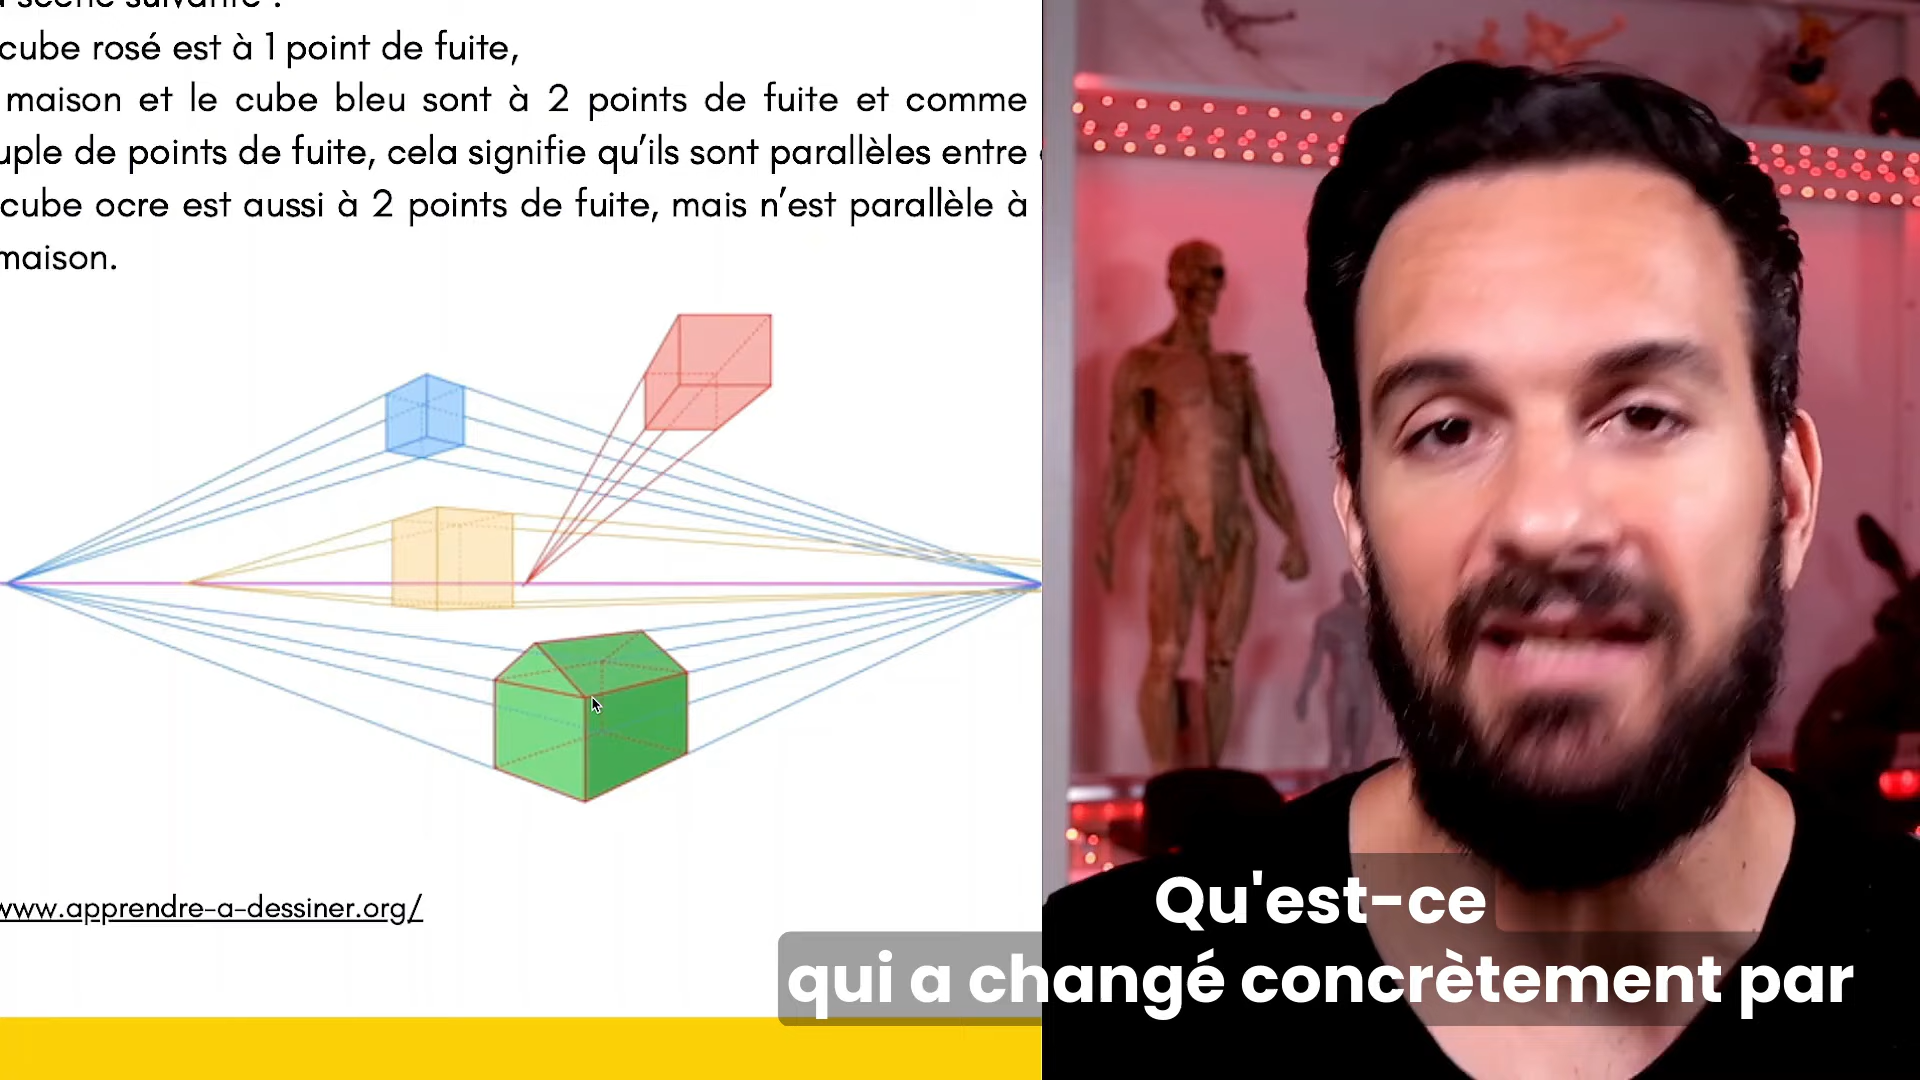 scène suivante :
cube rosé est à 1 point de fuite,
maison et le cube bleu sont à 2 points de fuite et comme
uple de points de fuite, cela signifie qu’ils sont parallèles entre
cube ocre est aussi à 2 points de fuite, mais n’est parallèle à
maison.
www.apprendre-a-dessiner.org/
Qu'est-ce
qui a changé concrètement par